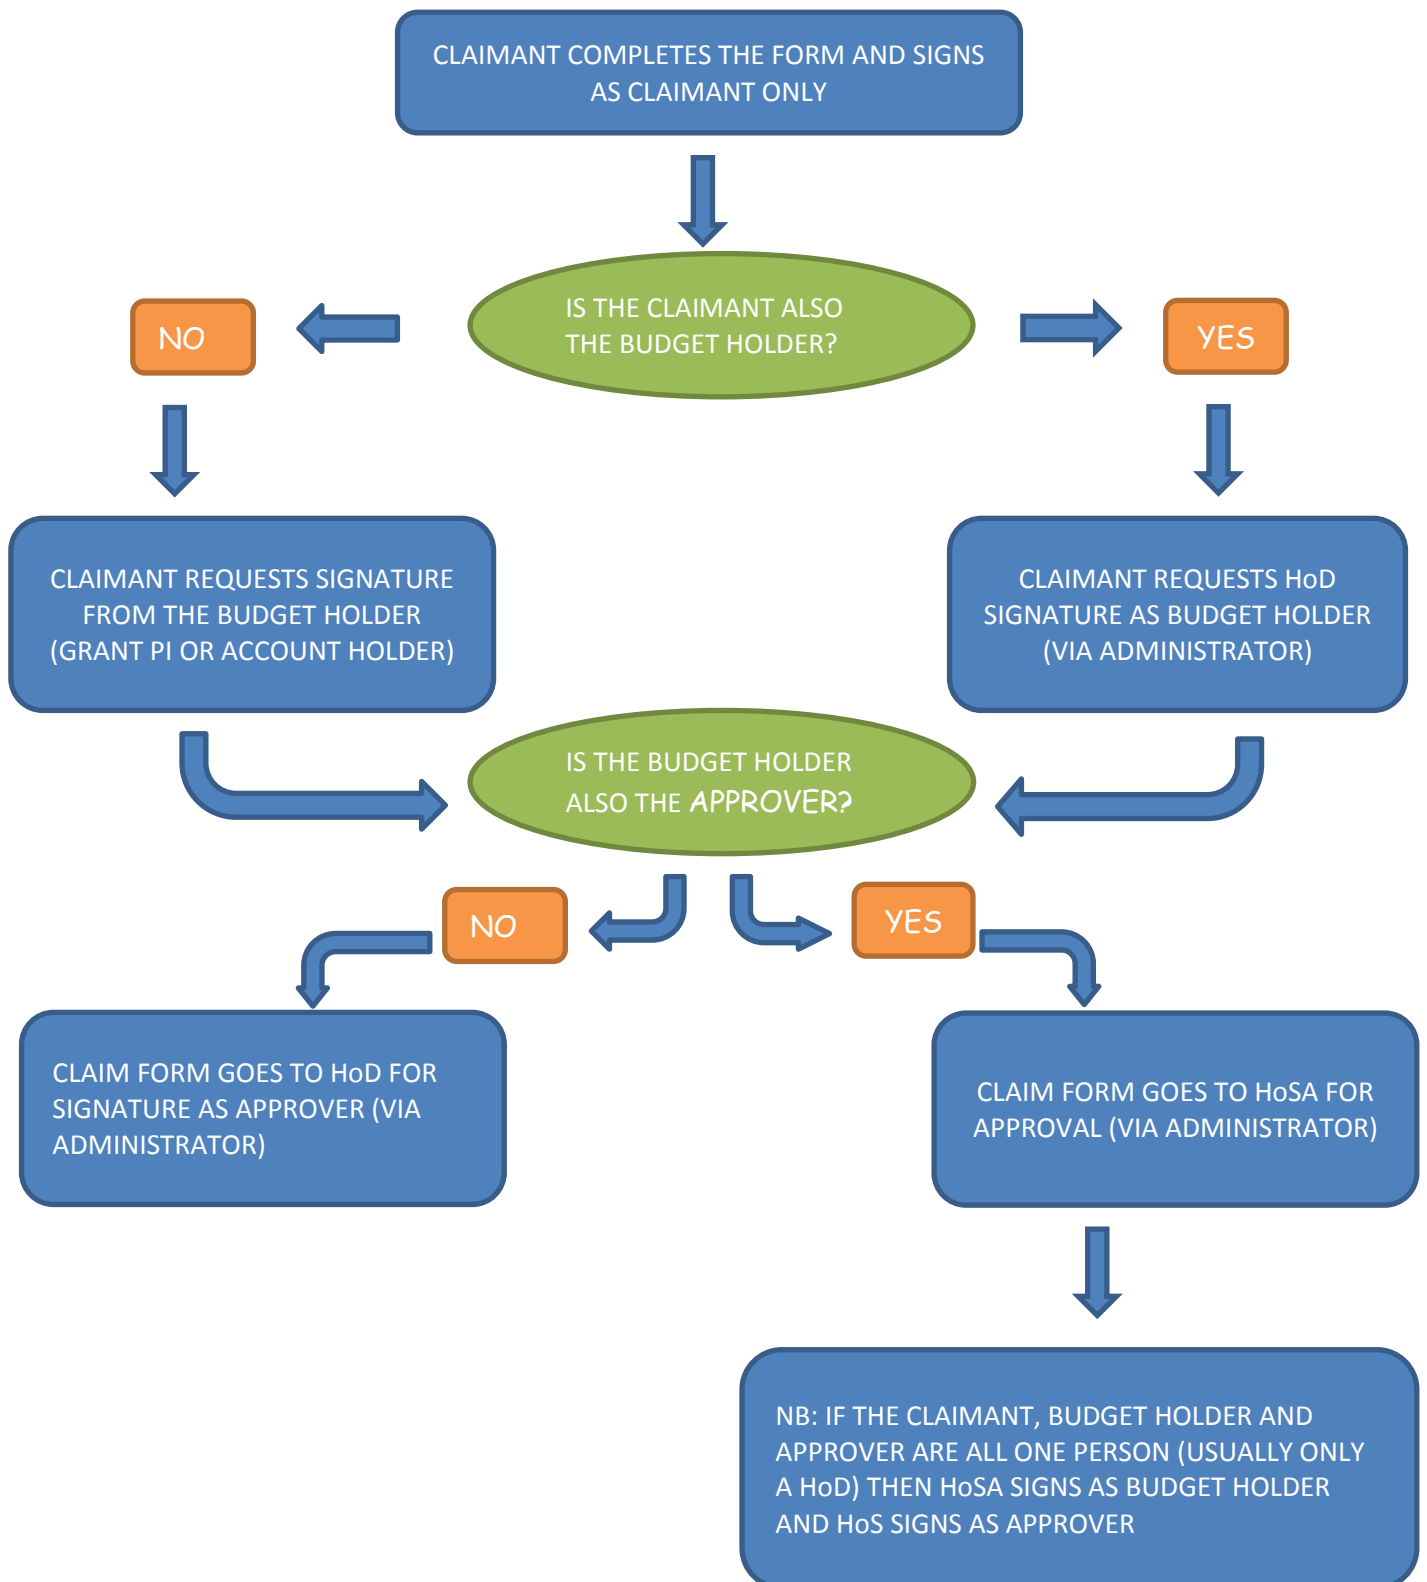 CLAIMANT COMPLETES THE FORM AND SIGNS
AS CLAIMANT ONLY
IS THE CLAIMANT ALSO
THE BUDGET HOLDER?
NO
YES
CLAIMANT REQUESTS SIGNATURE
FROM THE BUDGET HOLDER
(GRANT PI OR ACCOUNT HOLDER)
CLAIMANT REQUESTS HoD
SIGNATURE AS BUDGET HOLDER
(VIA ADMINISTRATOR)
IS THE BUDGET HOLDER
ALSO THE APPROVER?
NO
YES
CLAIM FORM GOES TO HoD FOR
SIGNATURE AS APPROVER (VIA
ADMINISTRATOR)
CLAIM FORM GOES TO HoSA FOR
APPROVAL (VIA ADMINISTRATOR)
NB: IF THE CLAIMANT, BUDGET HOLDER AND
APPROVER ARE ALL ONE PERSON (USUALLY ONLY
A HoD) THEN HoSA SIGNS AS BUDGET HOLDER
AND HoS SIGNS AS APPROVER